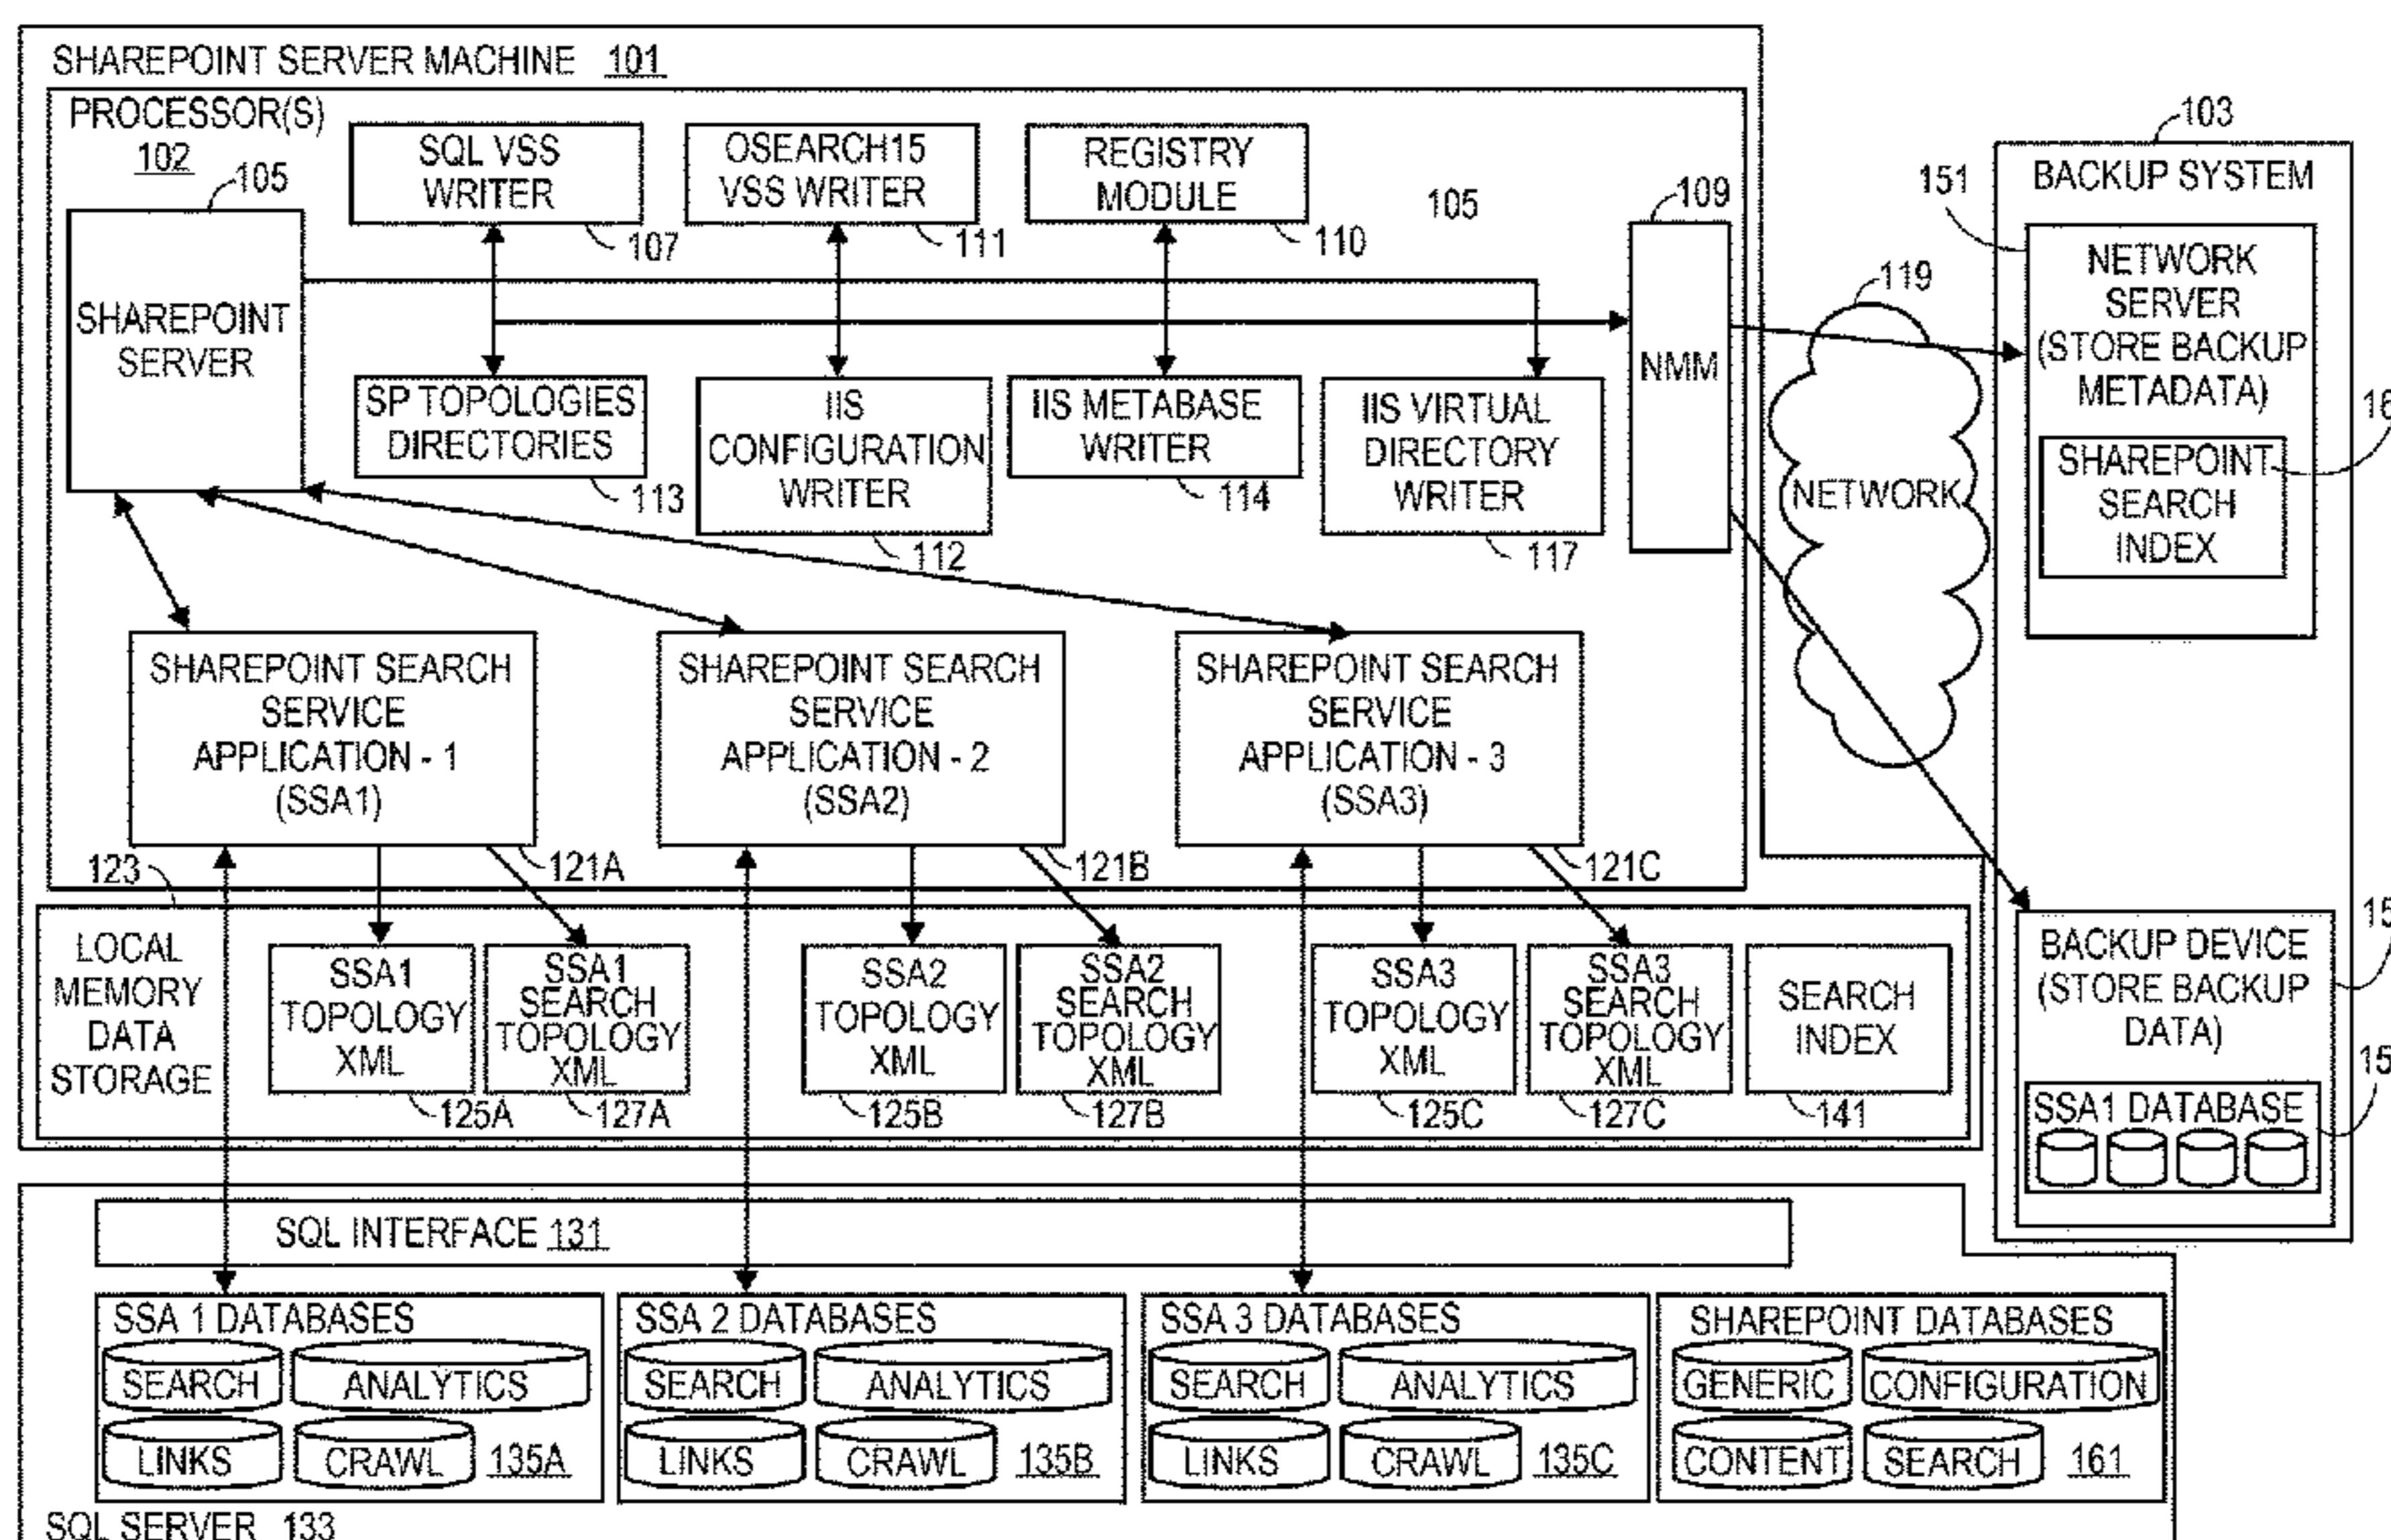 SHAREPOINT SERVER MACHINE 101
PROCESSOR(S)
102
105
SHAREPOINT
SERVER
SQL VSS
WRITER
107
OSEARCH15
VSS WRITER
111
REGISTRY
MODULE
110
105
109
NMM
SP TOPOLOGIES
DIRECTORIES
113
IIS
CONFIGURATION
WRITER
112
IIS METABASE
WRITER
114
IIS VIRTUAL
DIRECTORY
WRITER
117
119
NETWORK
103
BACKUP SYSTEM
151
NETWORK
SERVER
(STORE BACKUP
METADATA)
SHAREPOINT
SEARCH
INDEX
16
SHAREPOINT SEARCH
SERVICE
APPLICATION - 1
(SSA1)
121A
SHAREPOINT SEARCH
SERVICE
APPLICATION - 2
(SSA2)
121B
SHAREPOINT SEARCH
SERVICE
APPLICATION - 3
(SSA3)
121C
123
LOCAL
MEMORY
DATA
STORAGE
SSA1
TOPOLOGY
XML
125A
SSA1
SEARCH
TOPOLOGY
XML
127A
SSA2
TOPOLOGY
XML
125B
SSA2
SEARCH
TOPOLOGY
XML
127B
SSA3
TOPOLOGY
XML
125C
SSA3
SEARCH
TOPOLOGY
XML
127C
SEARCH
INDEX
141
BACKUP DEVICE
(STORE BACKUP
DATA)
15
SSA1 DATABASE
15
SQL INTERFACE 131
SSA 1 DATABASES
SEARCH
ANALYTICS
LINKS
CRAWL
135A
SSA 2 DATABASES
SEARCH
ANALYTICS
LINKS
CRAWL
135B
SSA 3 DATABASES
SEARCH
ANALYTICS
LINKS
CRAWL
135C
SHAREPOINT DATABASES
GENERIC
CONFIGURATION
CONTENT
SEARCH
161
SQL SERVER 133